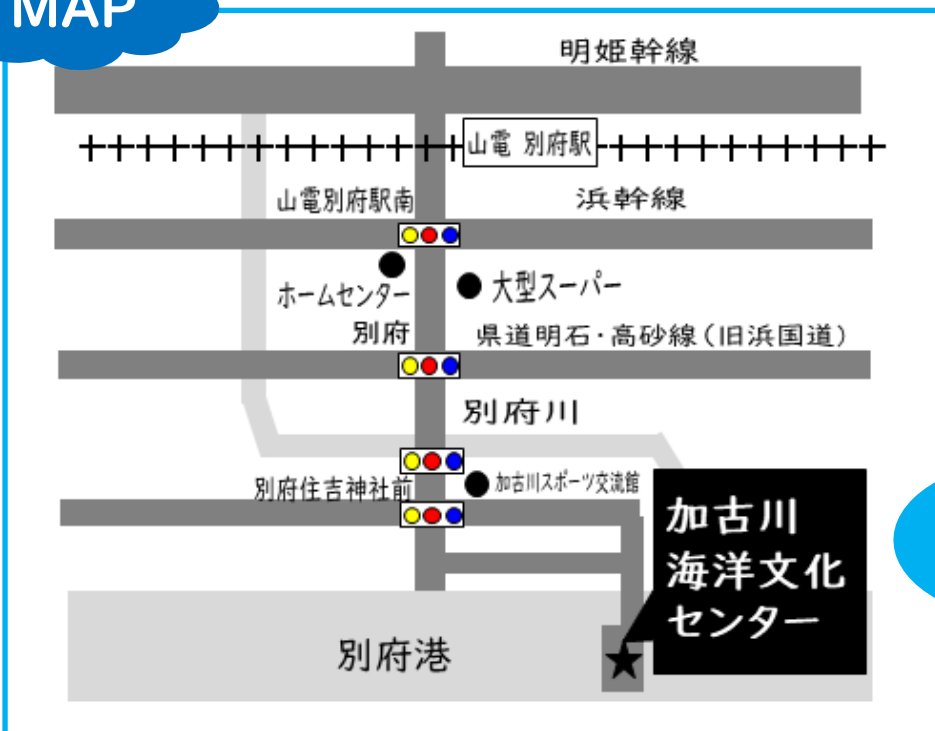 MAP
明姫幹線
山電 別府駅
山電別府駅南
浜幹線
ホームセンター
大型スーパー
別府
県道明石・高砂線(旧浜国道)
別府川
別府住吉神社前
加古川スポーツ交流館
加古川
海洋文化
センター
別府港